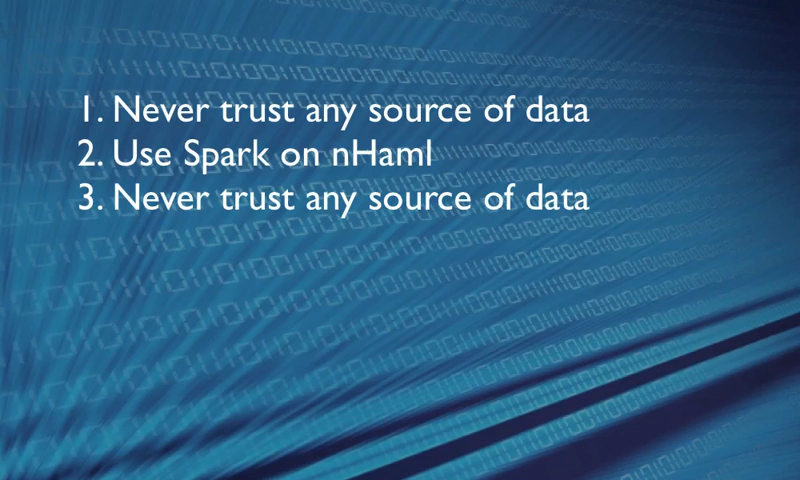 1. Never trust any source of data
2. Use Spark on nHaml
3. Never trust any source of data